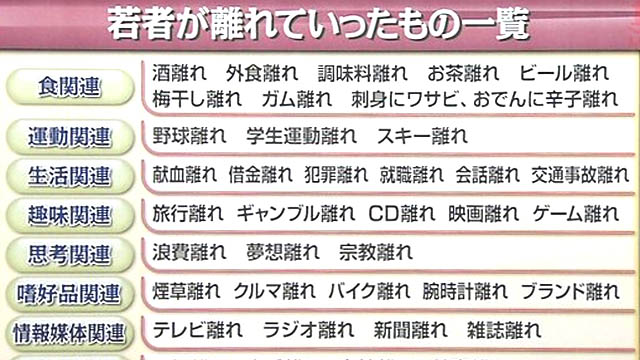 若者が離れていったもの一覧
食関連
酒離れ 外食離れ 調味料離れ お茶離れ ビール離れ
梅干し離れ ガム離れ 刺身にワサビ、おでんに辛子離れ
運動関連
野球離れ 学生運動離れ スキー離れ
生活関連
献血離れ 借金離れ 犯罪離れ 就職離れ 会話離れ 交通事故離れ
趣味関連
旅行離れ ギャンブル離れ CD離れ 映画離れ ゲーム離れ
思考関連
浪費離れ 夢想離れ 宗教離れ
嗜好品関連
煙草離れ クルマ離れ バイク離れ 腕時計離れ ブランド離れ
情報媒体関連
テレビ離れ ラジオ離れ 新聞離れ 雑誌離れ